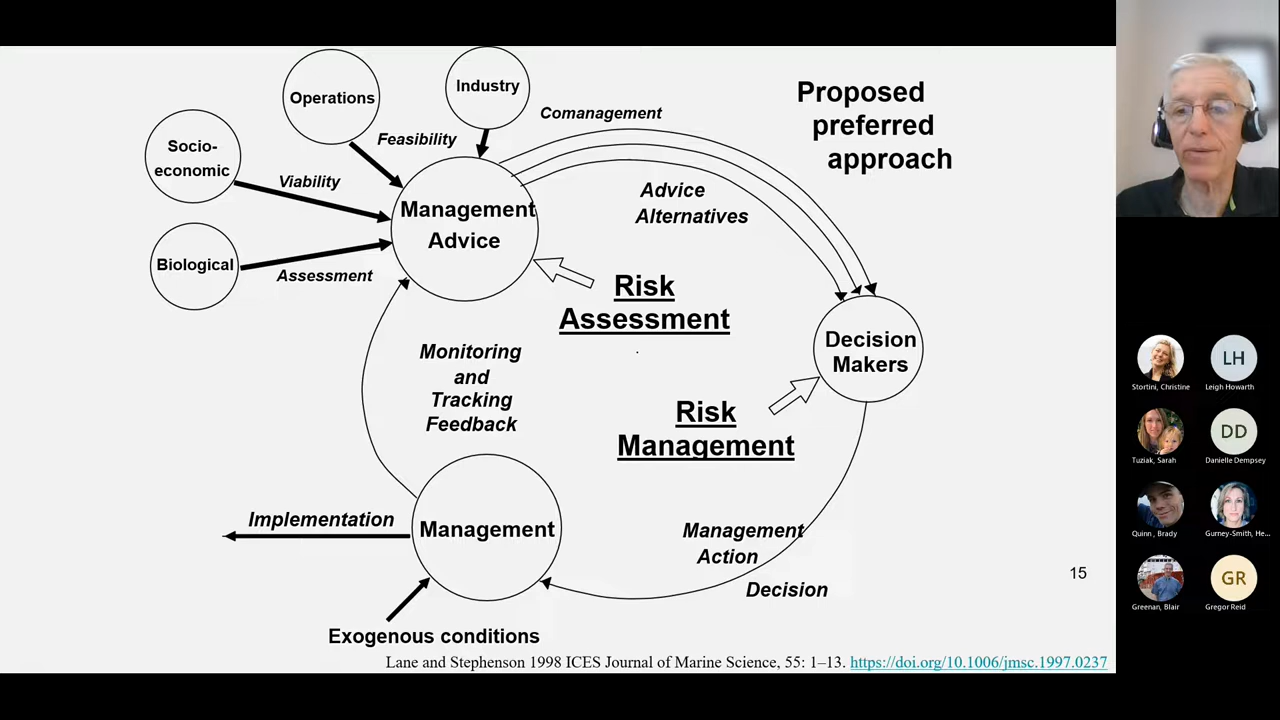 Operations
Industry
Comanagement
Proposed
preferred
approach
Socio-
economic
Feasibility
Viability
Management
Advice
Advice
Alternatives
Biological
Assessment
Risk
Assessment
Decision
Makers
Monitoring
and
Tracking
Feedback
Risk
Management
Implementation
Management
Management
Action
Decision
Exogenous conditions
15
Lane and Stephenson 1998 ICES Journal of Marine Science, 55: 1–13. https://doi.org/10.1006/jmsc.1997.0237
LH
Stortini, Christine
Leigh Howarth
DD
Tuziak, Sarah
Danielle Dempsey
Quinn , Brady
Gurney-Smith, He...
GR
Greenan, Blair
Gregor Reid